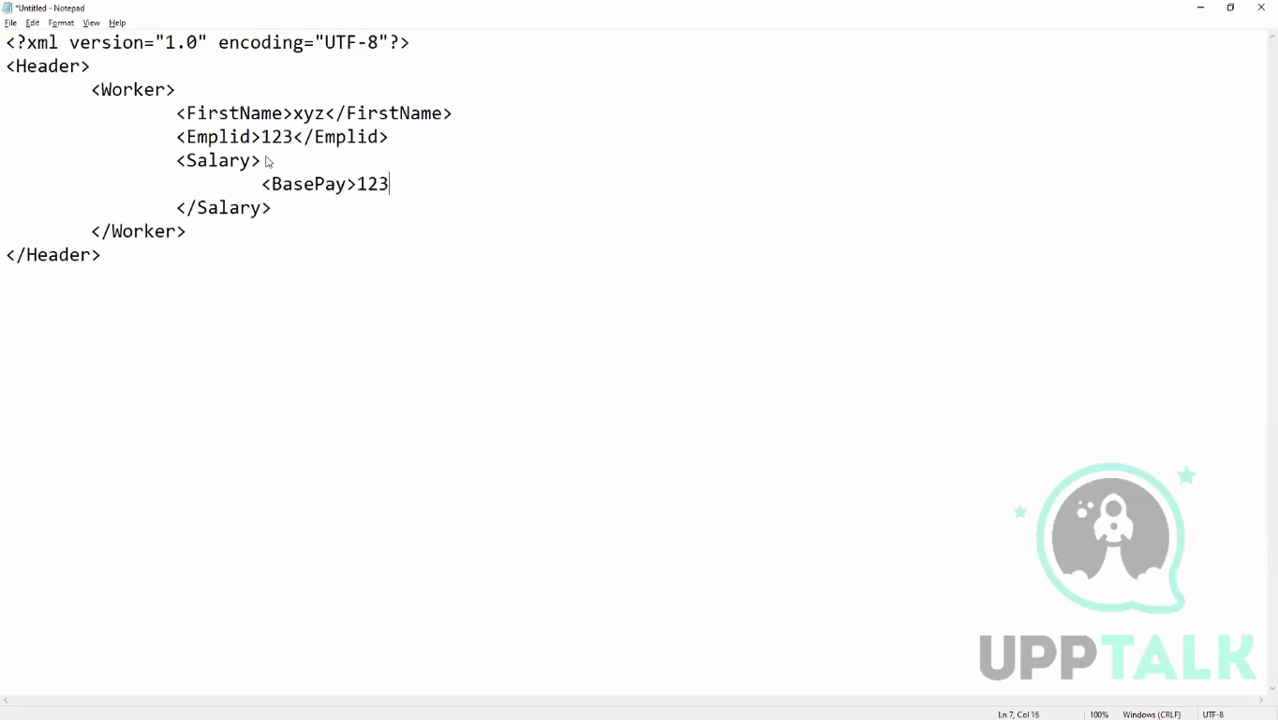 *Untitled - Notepad
File Edit Format View Help
<?xml version="1.0" encoding="UTF-8"?>
<Header>
<Worker>
<FirstName>xyz</FirstName>
<Emplid>123</Emplid>
<Salary>
<BasePay>123
</Salary>
</Worker>
</Header>
UPPTALK
Ln 7, Col 16 100% Windows (CRLF) UTF-8